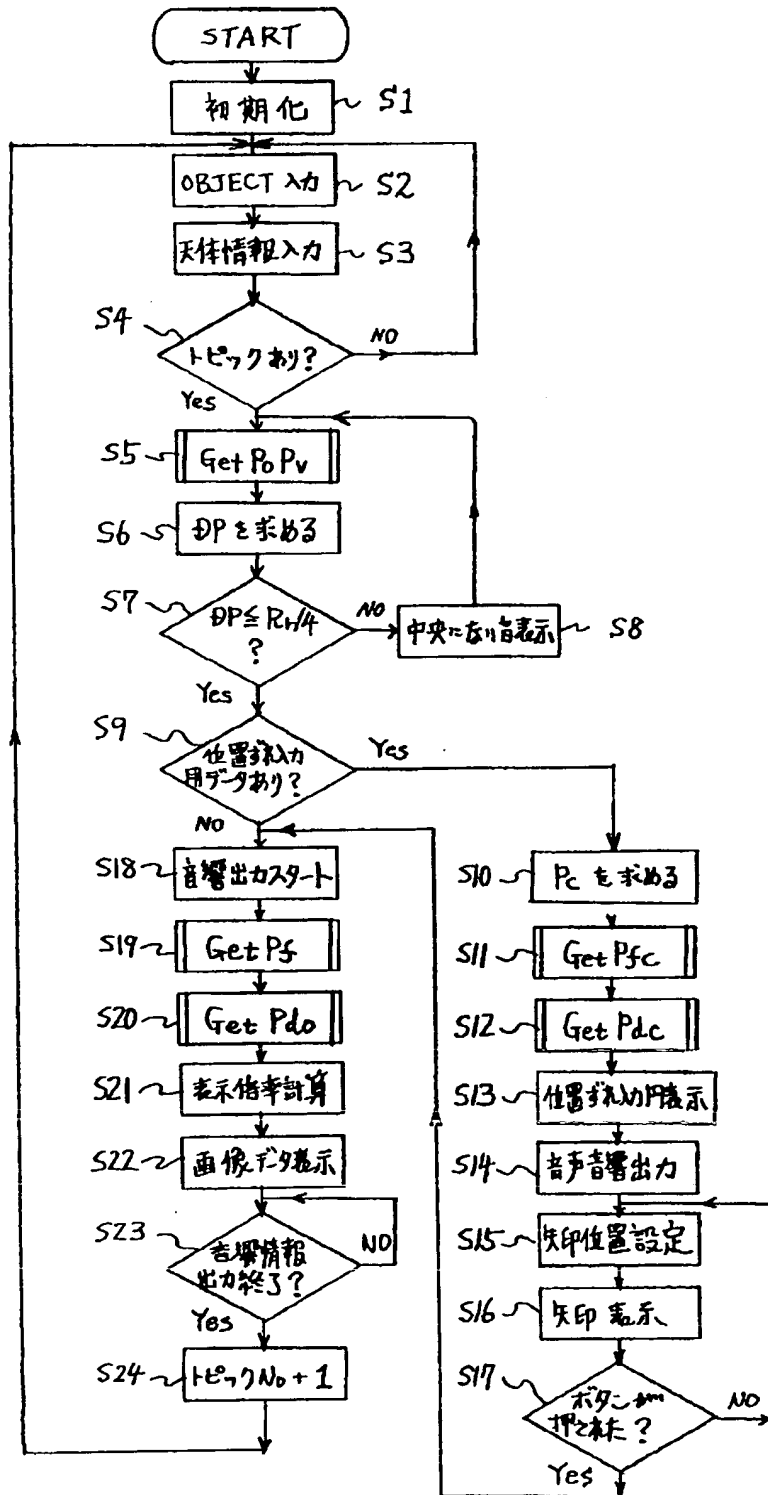 START
初期化
S1
OBJECT 入力
S2
天体情報入力
S3
S4
トピックあり?
NO
Yes
S5
Get Po Pv
S6
DPを求める
S7
DP≦Rr/4
?
NO
中央になり
表示
S8
Yes
S9
位置ずれ入力
用データあり?
Yes
NO
S18
音響出力スタート
S10
Pcを求める
S19
Get Pf
S11
Get Pfc
S20
Get Pdo
S12
Get Pdc
S21
表示倍率計算
S13
位置ずれ入力円表示
S22
画像データ表示
S14
音声音響出力
S23
音響情報
出力終了?
NO
S15
矢印位置設定
Yes
S16
矢印表示
S24
トピックNo+1
S17
ボタンが
押された?
NO
Yes